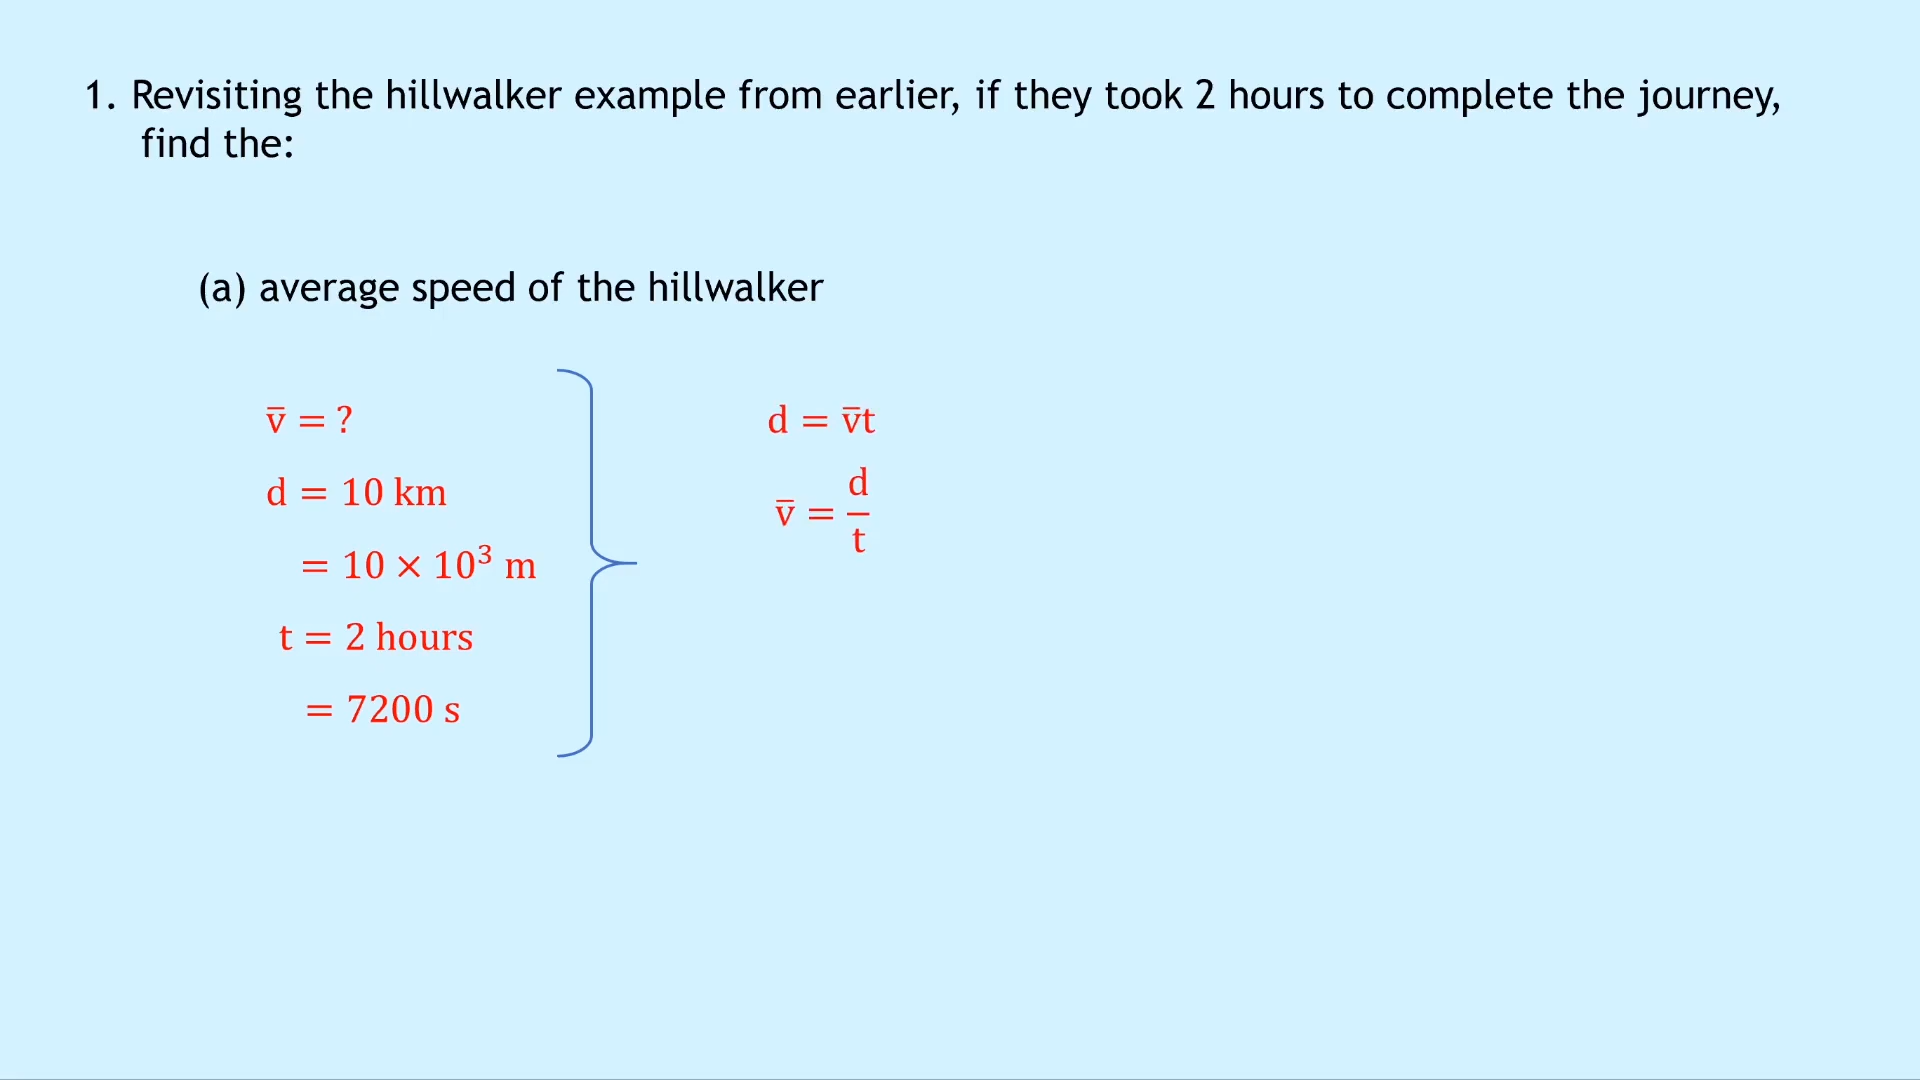 1. Revisiting the hillwalker example from earlier, if they took 2 hours to complete the journey,
find the:
(a) average speed of the hillwalker
v̅ = ?
d = 10 km
= 10 × 10³ m
t = 2 hours
= 7200 s
d = v̅t
v̅ = d/t